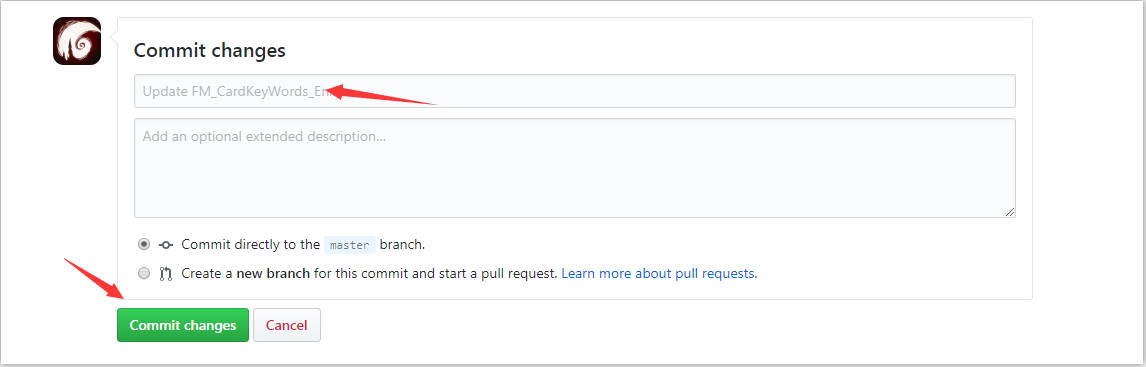 Commit changes
Update FM_CardKeyWords_En
Add an optional extended description...
Commit directly to the master branch.
Create a new branch for this commit and start a pull request. Learn more about pull requests.
Commit changes
Cancel